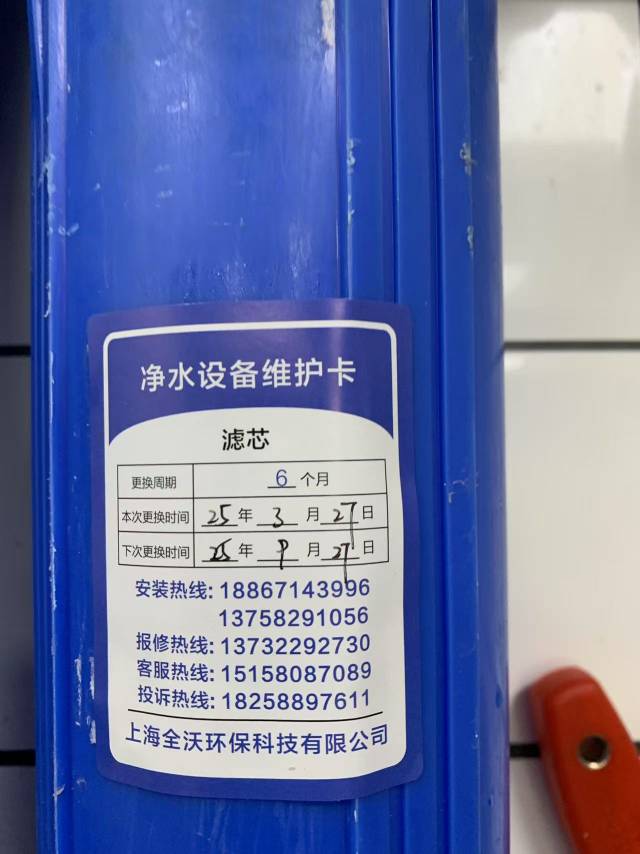 净水设备维护卡
滤芯
更换周期 6 个月
本次更换时间 25 年 3 月 27 日
下次更换时间 25 年 9 月 27 日
安装热线: 18867143996
13758291056
报修热线: 13732292730
客服热线: 15158087089
投诉热线: 18258897611
上海全沃环保科技有限公司